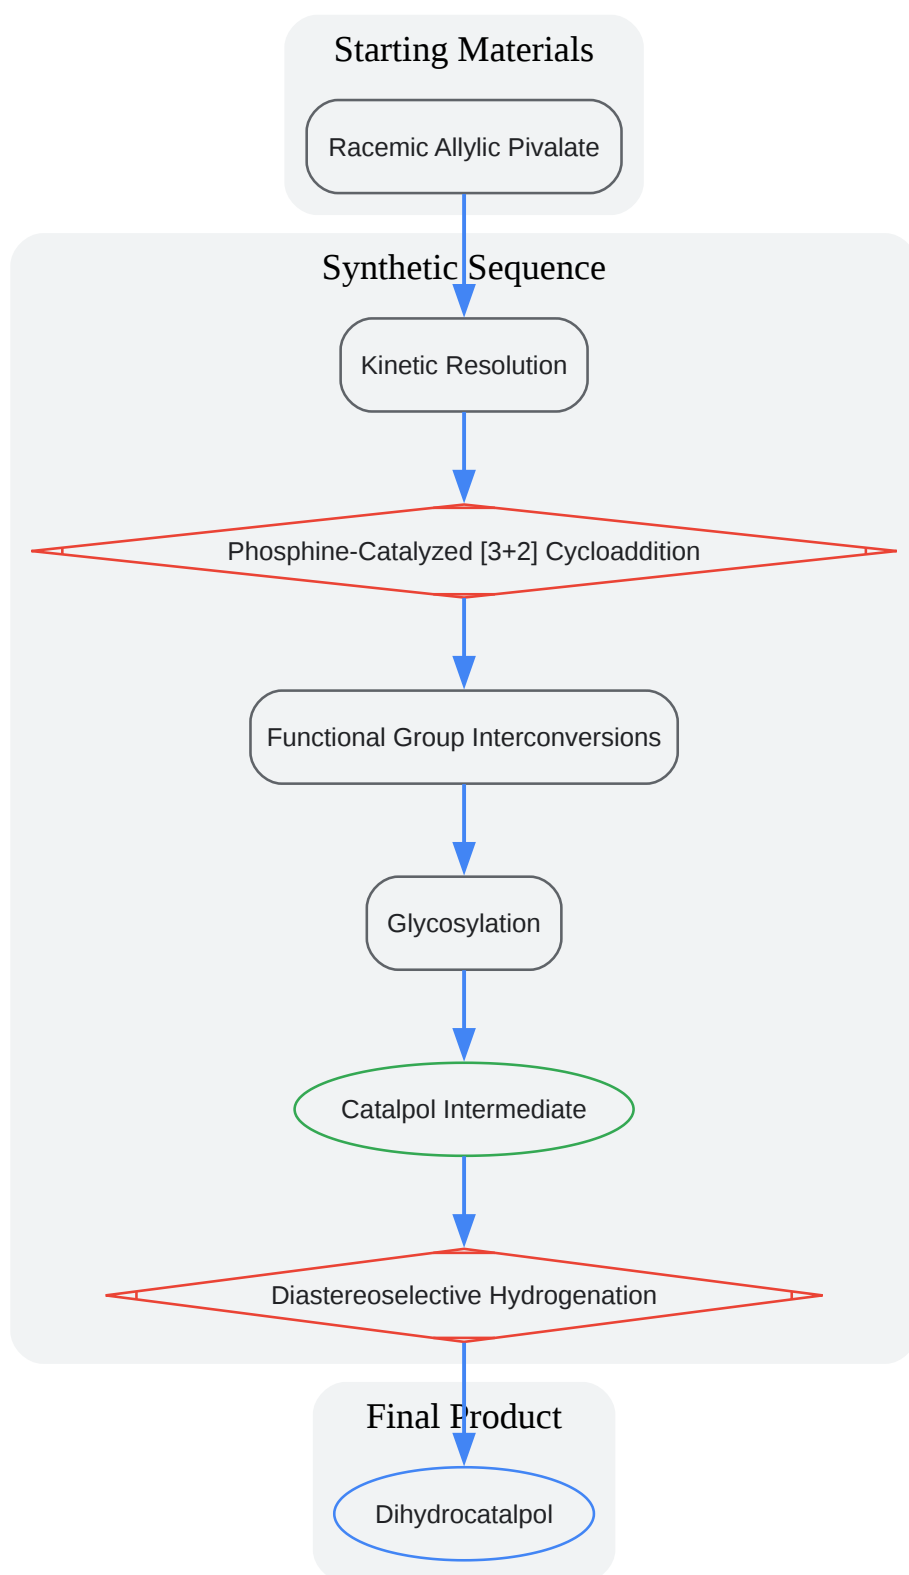 Starting Materials
Racemic Allylic Pivalate
Synthetic Sequence
Kinetic Resolution
Phosphine-Catalyzed [3+2] Cycloaddition
Functional Group Interconversions
Glycosylation
Catalpol Intermediate
Diastereoselective Hydrogenation
Final Product
Dihydrocatalpol